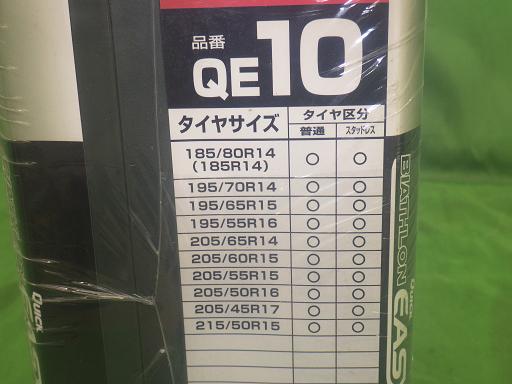 品番
QE10
タイヤサイズ
タイヤ区分
普通 スタッドレス
185/80R14 ○ ○
(185R14)
195/70R14 ○ ○
195/65R15 ○ ○
195/55R16 ○ ○
205/65R14 ○ ○
205/60R15 ○ ○
205/55R15 ○ ○
205/50R16 ○ ○
205/45R17 ○ ○
215/50R15 ○ ○
BIATHLON
Quick
EAS
QUICK